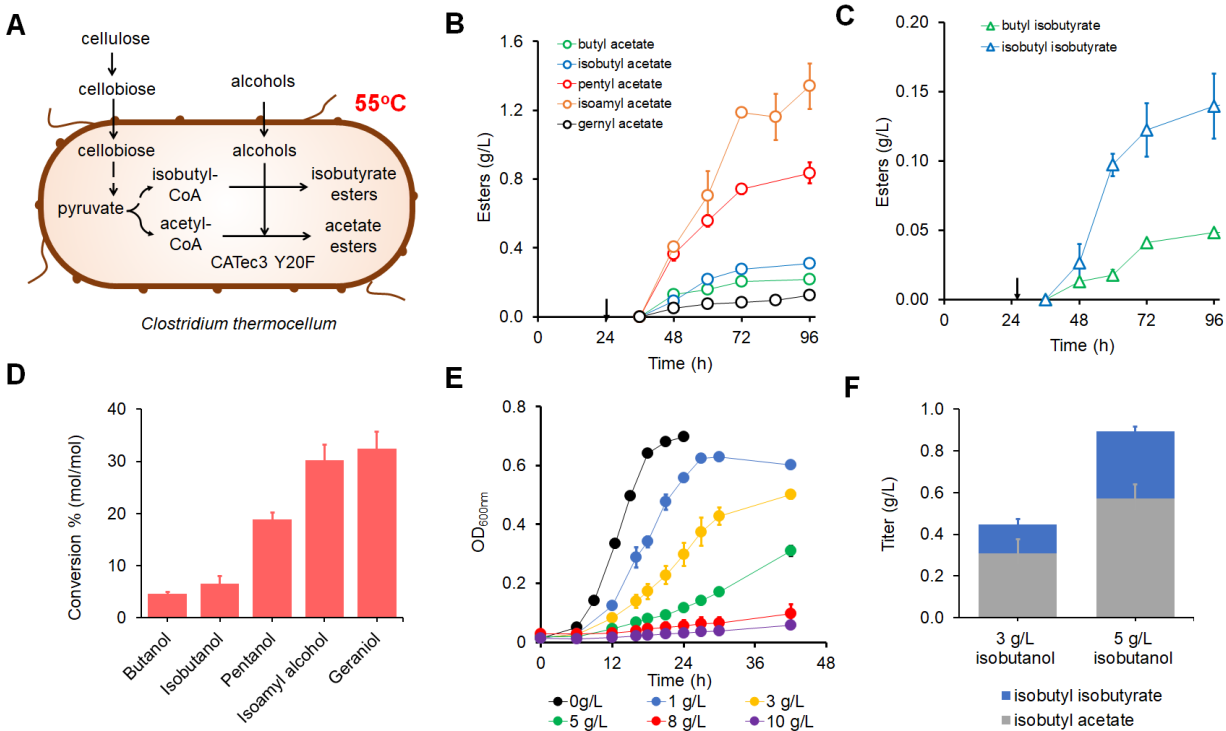 A
cellulose
cellobiose
alcohols
55°C
cellobiose
alcohols
isobutyl-
CoA
isobutyrate
esters
pyruvate
acetyl-
CoA
acetate
esters
CATec3 Y20F
Clostridium thermocellum
B
butyl acetate
isobutyl acetate
pentyl acetate
isoamyl acetate
gernyl acetate
Esters (g/L)
1.6
1.2
0.8
0.4
0.0
0 24 48 72 96
Time (h)
C
butyl isobutyrate
isobutyl isobutyrate
Esters (g/L)
0.20
0.15
0.10
0.05
0.00
0 24 48 72 96
Time (h)
D
Conversion % (mol/mol)
40
30
20
10
0
Butanol
Isobutanol
Pentanol
Isoamyl alcohol
Geraniol
E
OD600nm
0.8
0.6
0.4
0.2
0
0 12 24 36 48
Time (h)
0g/L 1 g/L 3 g/L
5 g/L 8 g/L 10 g/L
F
Titer (g/L)
1.0
0.8
0.6
0.4
0.2
0.0
3 g/L
isobutanol
5 g/L
isobutanol
isobutyl isobutyrate
isobutyl acetate